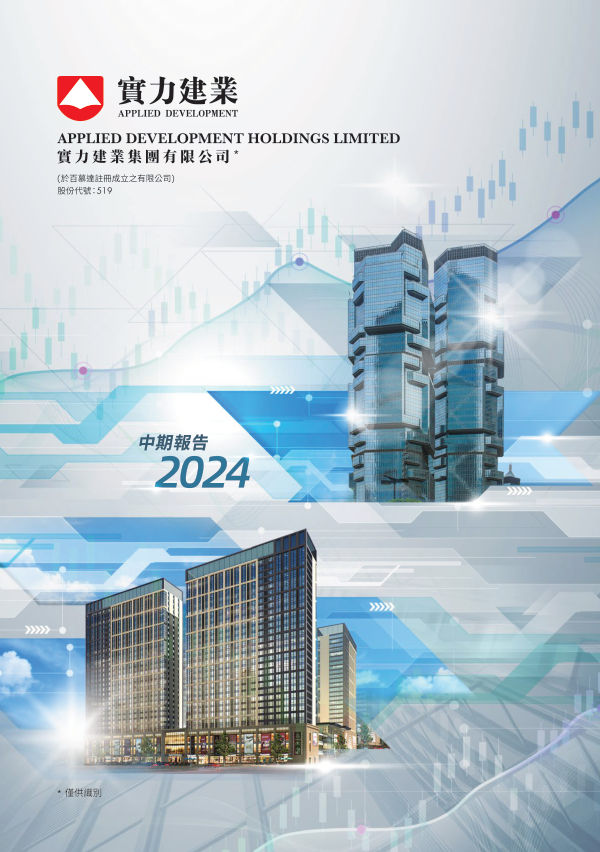 實力建業
APPLIED DEVELOPMENT
APPLIED DEVELOPMENT HOLDINGS LIMITED
實力建業集團有限公司*
(於百慕達註冊成立之有限公司)
股份代號：519
中期報告
2024
* 僅供識別